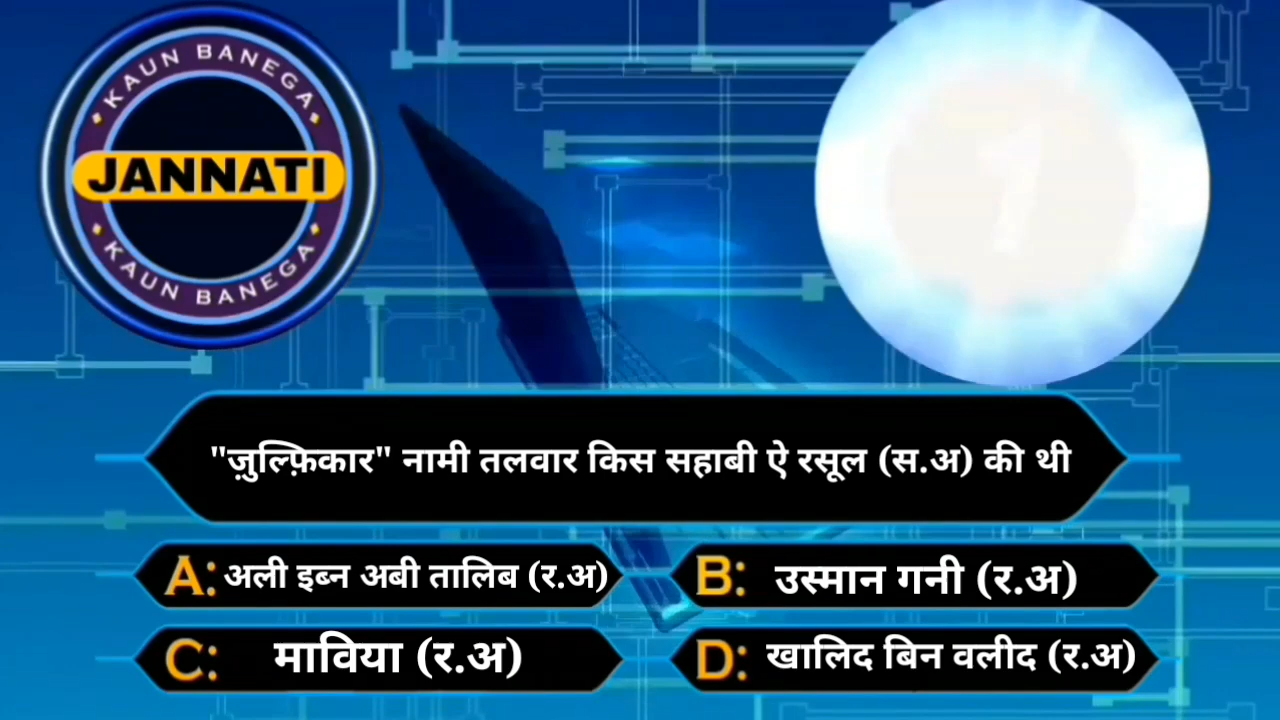 KAUN BANEGA
JANNATI
KAUN BANEGA
"ज़ुल्फ़िकार" नामी तलवार किस सहाबी ऐ रसूल (स.अ) की थी
A: अली इब्न अबी तालिब (र.अ)
B: उस्मान गनी (र.अ)
C: माविया (र.अ)
D: खालिद बिन वलीद (र.अ)